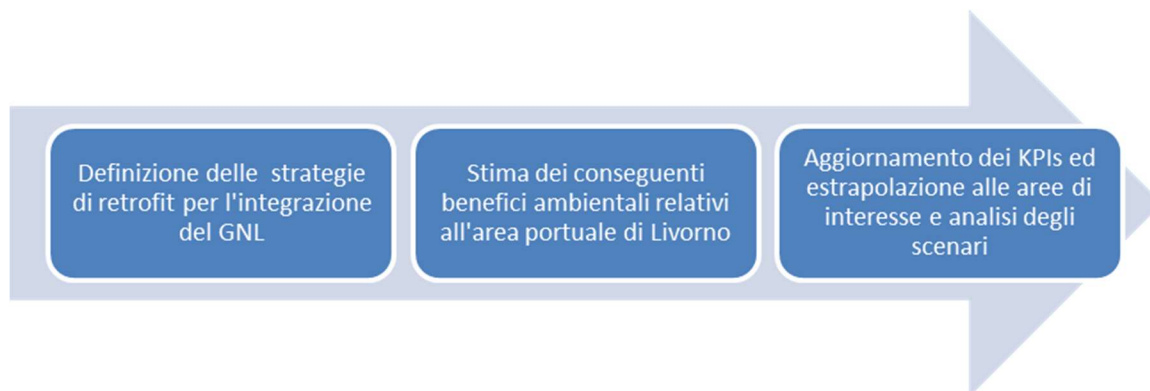 Definizione delle strategie
di retrofit per l'integrazione
del GNL
Stima dei conseguenti
benefici ambientali relativi
all'area portuale di Livorno
Aggiornamento dei KPIs ed
estrapolazione alle aree di
interesse e analisi degli
scenari